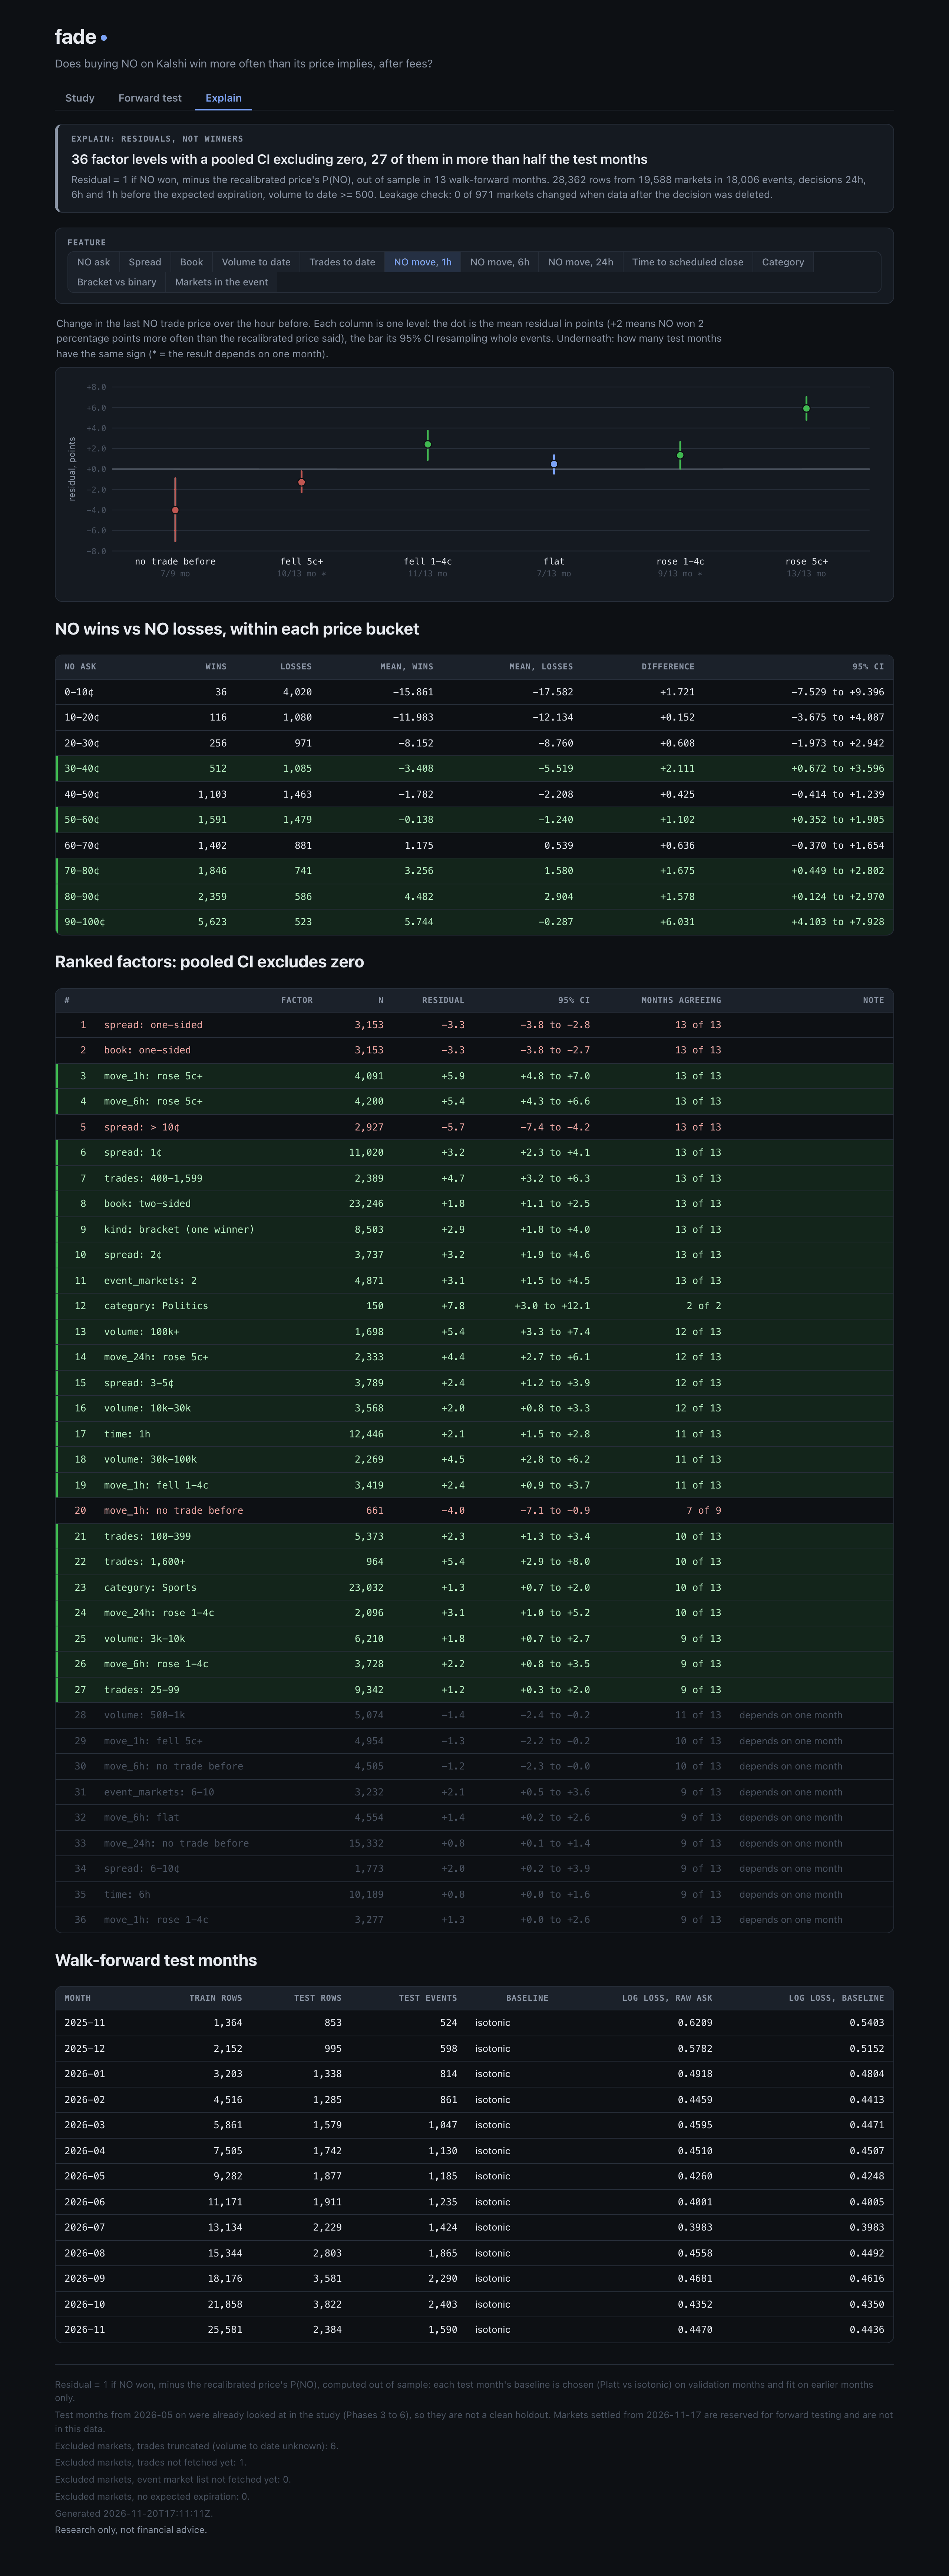 fade
Does buying NO on Kalshi win more often than its price implies, after fees?
Study Forward test Explain
EXPLAIN: RESIDUALS, NOT WINNERS
36 factor levels with a pooled CI excluding zero, 27 of them in more than half the test months
Residual = 1 if NO won, minus the recalibrated price's P(NO), out of sample in 13 walk-forward months. 28,362 rows from 19,588 markets in 18,006 events, decisions 24h,
6h and 1h before the expected expiration, volume to date >= 500. Leakage check: 0 of 971 markets changed when data after the decision was deleted.
FEATURE
NO ask Spread Book Volume to date Trades to date NO move, 1h NO move, 6h NO move, 24h Time to scheduled close Category
Bracket vs binary Markets in the event
Change in the last NO trade price over the hour before. Each column is one level: the dot is the mean residual in points (+2 means NO won 2
percentage points more often than the recalibrated price said), the bar its 95% CI resampling whole events. Underneath: how many test months
have the same sign (* = the result depends on one month).
residual, points
+8.0
+6.0
+4.0
+2.0
+0.0
−2.0
−4.0
−6.0
−8.0
no trade before fell 5c+ fell 1–4c flat rose 1–4c rose 5c+
7/9 mo 10/13 mo * 11/13 mo 7/13 mo 9/13 mo * 13/13 mo
NO wins vs NO losses, within each price bucket
NO ASK WINS LOSSES MEAN, WINS MEAN, LOSSES DIFFERENCE 95% CI
0–10¢ 36 4,020 −15.861 −17.582 +1.721 −7.529 to +9.396
10–20¢ 116 1,080 −11.983 −12.134 +0.152 −3.675 to +4.087
20–30¢ 256 971 −8.152 −8.760 +0.608 −1.973 to +2.942
30–40¢ 512 1,085 −3.408 −5.519 +2.111 +0.672 to +3.596
40–50¢ 1,103 1,463 −1.782 −2.208 +0.425 −0.414 to +1.239
50–60¢ 1,591 1,479 −0.138 −1.240 +1.102 +0.352 to +1.905
60–70¢ 1,402 881 1.175 0.539 +0.636 −0.370 to +1.654
70–80¢ 1,846 741 3.256 1.580 +1.675 +0.449 to +2.802
80–90¢ 2,359 586 4.482 2.904 +1.578 +0.124 to +2.970
90–100¢ 5,623 523 5.744 −0.287 +6.031 +4.103 to +7.928
Ranked factors: pooled CI excludes zero
# FACTOR N RESIDUAL 95% CI MONTHS AGREEING NOTE
1 spread: one-sided 3,153 −3.3 −3.8 to −2.8 13 of 13
2 book: one-sided 3,153 −3.3 −3.8 to −2.7 13 of 13
3 move_1h: rose 5c+ 4,091 +5.9 +4.8 to +7.0 13 of 13
4 move_6h: rose 5c+ 4,200 +5.4 +4.3 to +6.6 13 of 13
5 spread: > 10¢ 2,927 −5.7 −7.4 to −4.2 13 of 13
6 spread: 1¢ 11,020 +3.2 +2.3 to +4.1 13 of 13
7 trades: 400–1,599 2,389 +4.7 +3.2 to +6.3 13 of 13
8 book: two-sided 23,246 +1.8 +1.1 to +2.5 13 of 13
9 kind: bracket (one winner) 8,503 +2.9 +1.8 to +4.0 13 of 13
10 spread: 2¢ 3,737 +3.2 +1.9 to +4.6 13 of 13
11 event_markets: 2 4,871 +3.1 +1.5 to +4.5 13 of 13
12 category: Politics 150 +7.8 +3.0 to +12.1 2 of 2
13 volume: 100k+ 1,698 +5.4 +3.3 to +7.4 12 of 13
14 move_24h: rose 5c+ 2,333 +4.4 +2.7 to +6.1 12 of 13
15 spread: 3–5¢ 3,789 +2.4 +1.2 to +3.9 12 of 13
16 volume: 10k–30k 3,568 +2.0 +0.8 to +3.3 12 of 13
17 time: 1h 12,446 +2.1 +1.5 to +2.8 11 of 13
18 volume: 30k–100k 2,269 +4.5 +2.8 to +6.2 11 of 13
19 move_1h: fell 1–4c 3,419 +2.4 +0.9 to +3.7 11 of 13
20 move_1h: no trade before 661 −4.0 −7.1 to −0.9 7 of 9
21 trades: 100–399 5,373 +2.3 +1.3 to +3.4 10 of 13
22 trades: 1,600+ 964 +5.4 +2.9 to +8.0 10 of 13
23 category: Sports 23,032 +1.3 +0.7 to +2.0 10 of 13
24 move_24h: rose 1–4c 2,096 +3.1 +1.0 to +5.2 10 of 13
25 volume: 3k–10k 6,210 +1.8 +0.7 to +2.7 9 of 13
26 move_6h: rose 1–4c 3,728 +2.2 +0.8 to +3.5 9 of 13
27 trades: 25–99 9,342 +1.2 +0.3 to +2.0 9 of 13
28 volume: 500–1k 5,074 −1.4 −2.4 to −0.2 11 of 13 depends on one month
29 move_1h: fell 5c+ 4,954 −1.3 −2.2 to −0.2 10 of 13 depends on one month
30 move_6h: no trade before 4,505 −1.2 −2.3 to −0.0 10 of 13 depends on one month
31 event_markets: 6–10 3,232 +2.1 +0.5 to +3.6 9 of 13 depends on one month
32 move_6h: flat 4,554 +1.4 +0.2 to +2.6 9 of 13 depends on one month
33 move_24h: no trade before 15,332 +0.8 +0.1 to +1.4 9 of 13 depends on one month
34 spread: 6–10¢ 1,773 +2.0 +0.2 to +3.9 9 of 13 depends on one month
35 time: 6h 10,189 +0.8 +0.0 to +1.6 9 of 13 depends on one month
36 move_1h: rose 1–4c 3,277 +1.3 +0.0 to +2.6 9 of 13 depends on one month
Walk-forward test months
MONTH TRAIN ROWS TEST ROWS TEST EVENTS BASELINE LOG LOSS, RAW ASK LOG LOSS, BASELINE
2025-11 1,364 853 524 isotonic 0.6209 0.5403
2025-12 2,152 995 598 isotonic 0.5782 0.5152
2026-01 3,203 1,338 814 isotonic 0.4918 0.4804
2026-02 4,516 1,285 861 isotonic 0.4459 0.4413
2026-03 5,861 1,579 1,047 isotonic 0.4595 0.4471
2026-04 7,505 1,742 1,130 isotonic 0.4510 0.4507
2026-05 9,282 1,877 1,185 isotonic 0.4260 0.4248
2026-06 11,171 1,911 1,235 isotonic 0.4001 0.4005
2026-07 13,134 2,229 1,424 isotonic 0.3983 0.3983
2026-08 15,344 2,803 1,865 isotonic 0.4558 0.4492
2026-09 18,176 3,581 2,290 isotonic 0.4681 0.4616
2026-10 21,858 3,822 2,403 isotonic 0.4352 0.4350
2026-11 25,581 2,384 1,590 isotonic 0.4470 0.4436
Residual = 1 if NO won, minus the recalibrated price's P(NO), computed out of sample: each test month's baseline is chosen (Platt vs isotonic) on validation months and fit on earlier months
only.
Test months from 2026-05 on were already looked at in the study (Phases 3 to 6), so they are not a clean holdout. Markets settled from 2026-11-17 are reserved for forward testing and are not
in this data.
Excluded markets, trades truncated (volume to date unknown): 6.
Excluded markets, trades not fetched yet: 1.
Excluded markets, event market list not fetched yet: 0.
Excluded markets, no expected expiration: 0.
Generated 2026-11-20T17:11:11Z.
Research only, not financial advice.